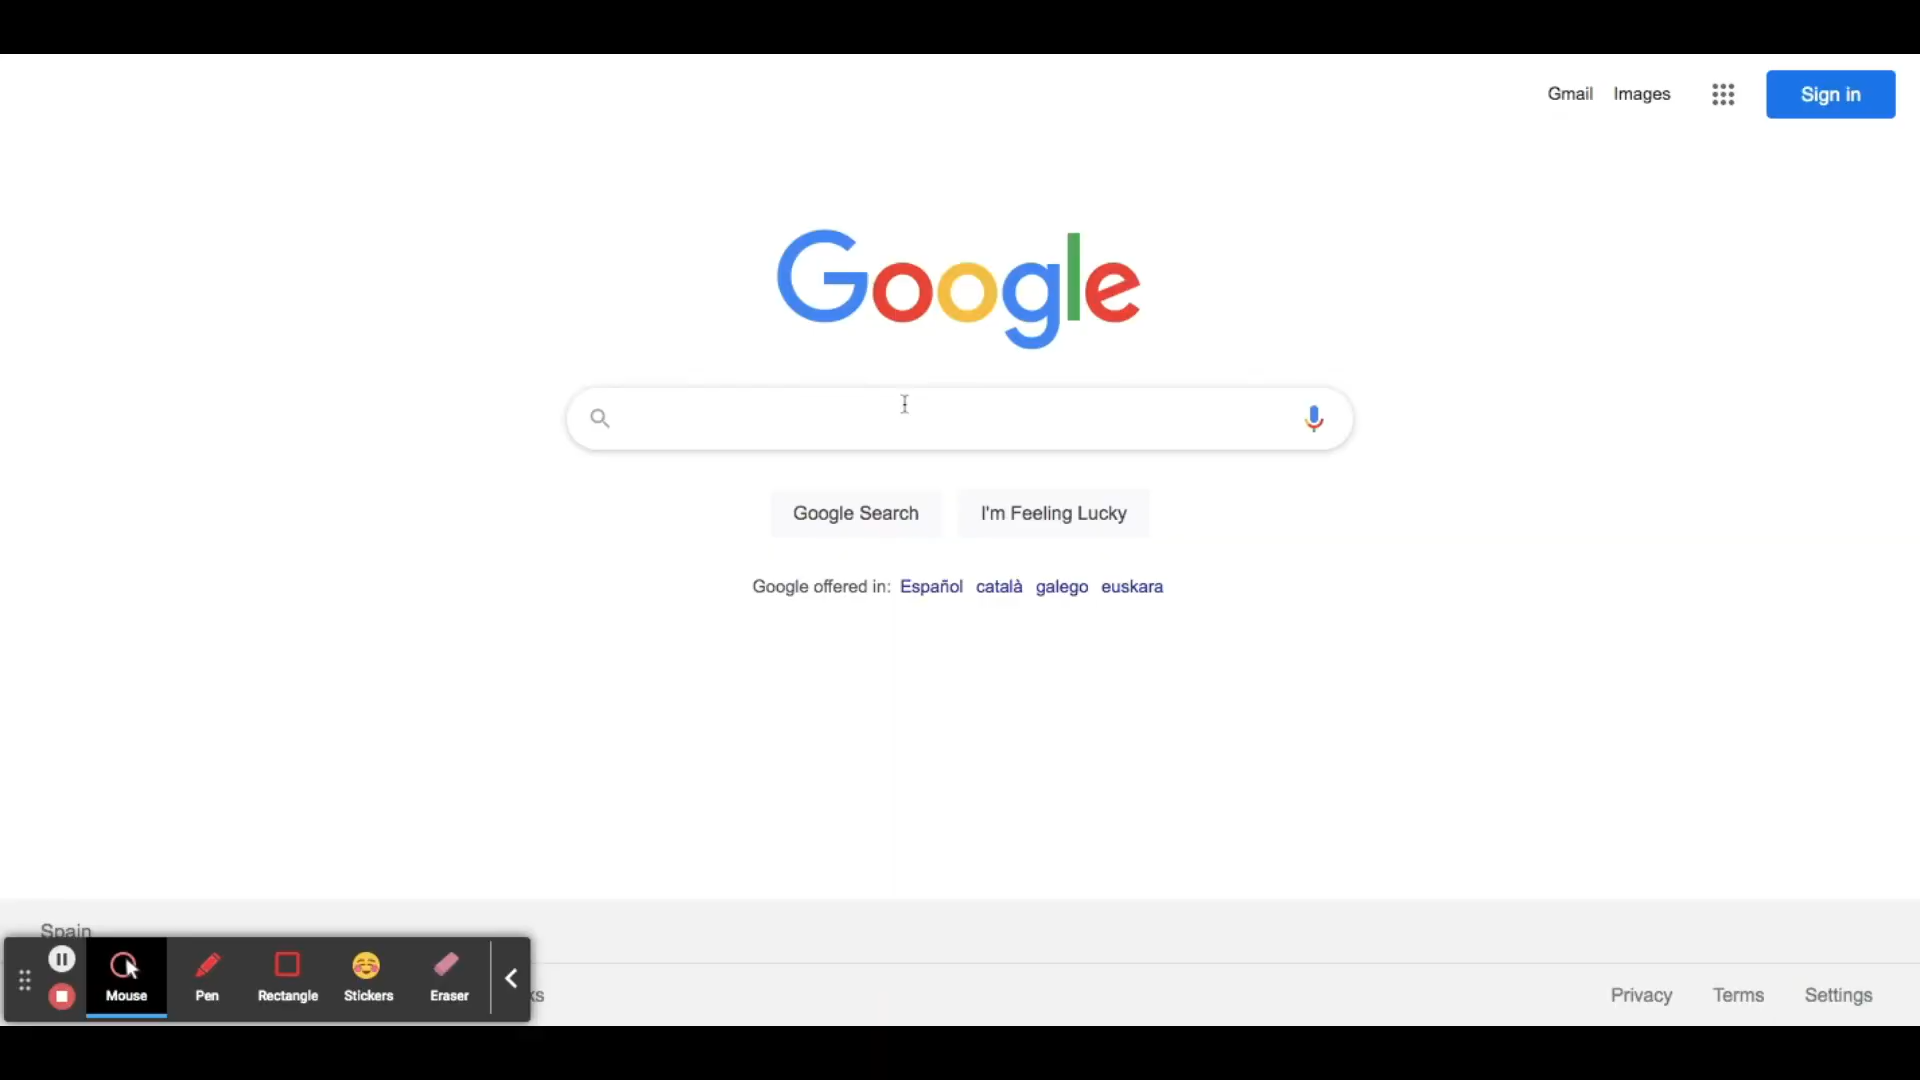 Gmail Images Sign in
Google
Google Search I'm Feeling Lucky
Google offered in: Español català galego euskara
Spain
Mouse Pen Rectangle Stickers Eraser
Privacy Terms Settings